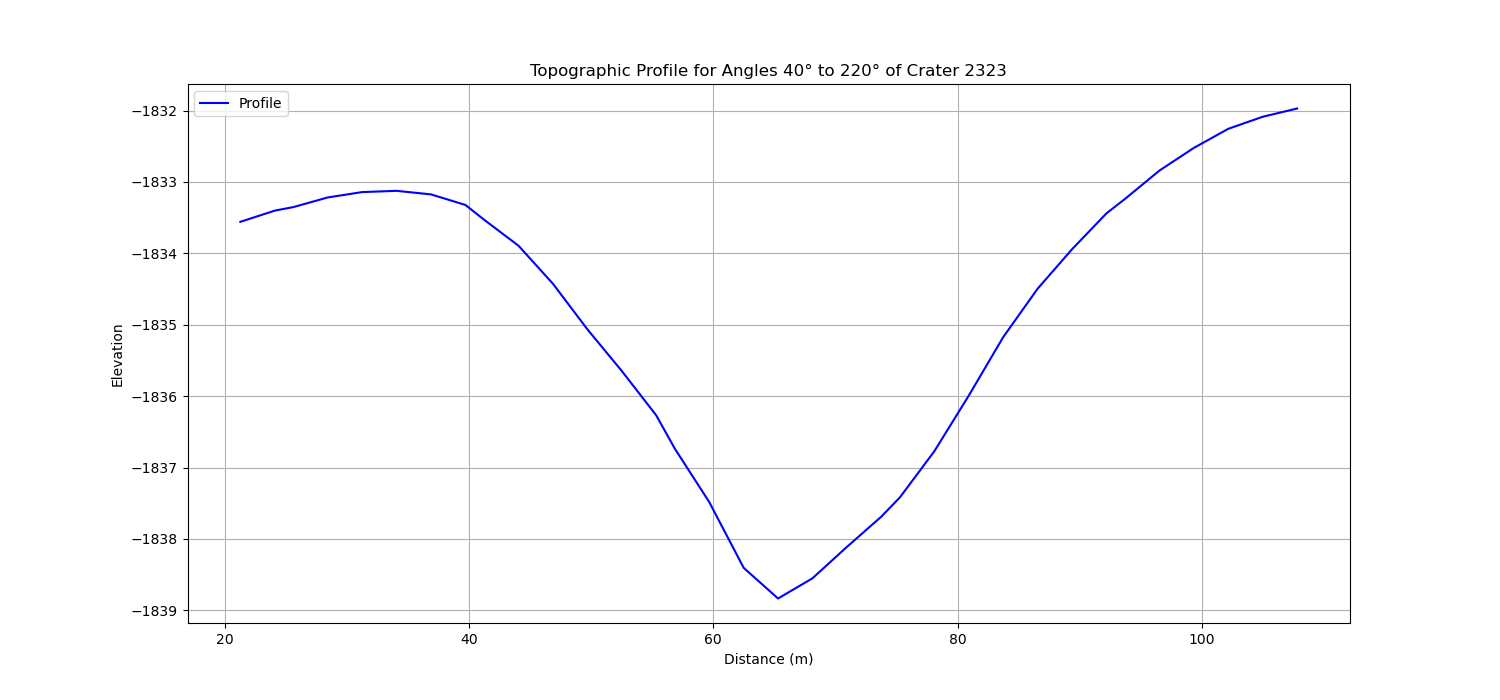 Topographic Profile for Angles 40° to 220° of Crater 2323
Profile
−1832
−1833
−1834
−1835
−1836
−1837
−1838
−1839
Elevation
20 40 60 80 100
Distance (m)